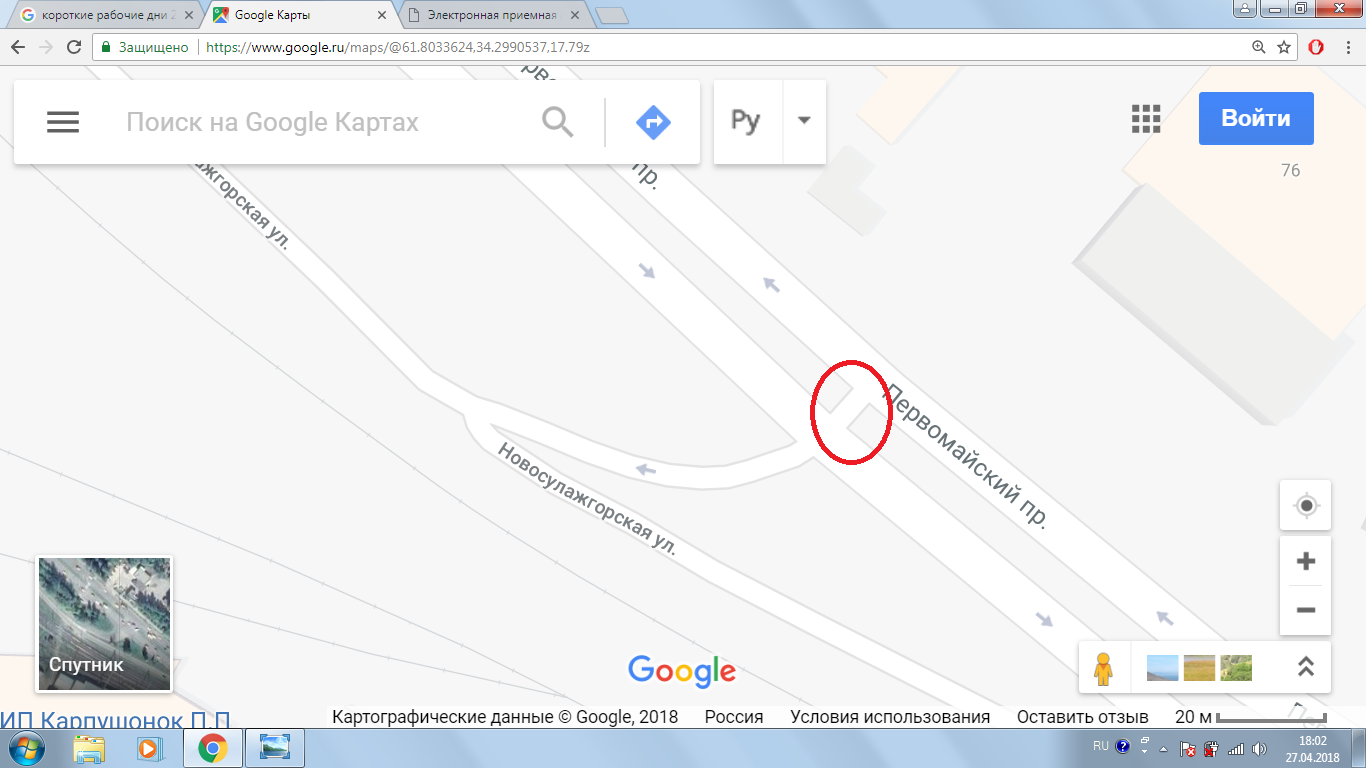 короткие рабочие дни 2
Google Карты
Электронная приемная
Защищено
https://www.google.ru/maps/@61.8033624,34.2990537,17.79z
Поиск на Google Картах
Ру
Войти
76
пр.
ажгорская ул.
Первомайский пр.
Новосулажгорская ул.
Спутник
Google
ИП Карпушонок П.П
Картографические данные © Google, 2018
Россия
Условия использования
Оставить отзыв
20 м
RU
18:02
27.04.2018